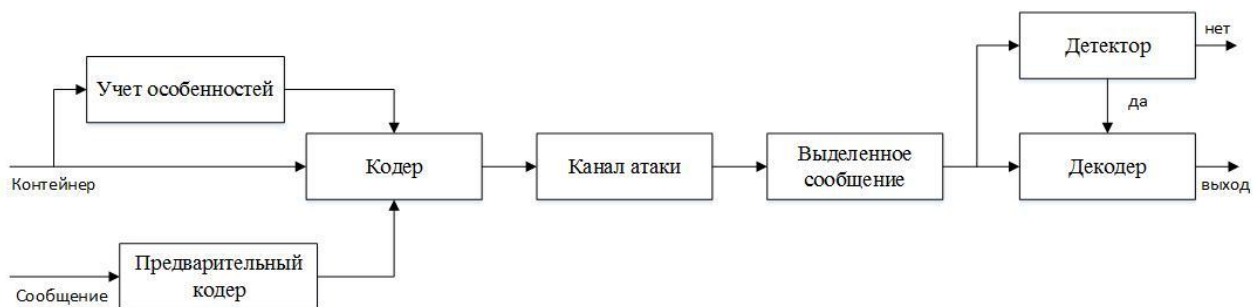 Учет особенностей
Контейнер
Сообщение
Предварительный
кодер
Кодер
Канал атаки
Выделенное
сообщение
Детектор
нет
да
Декодер
выход